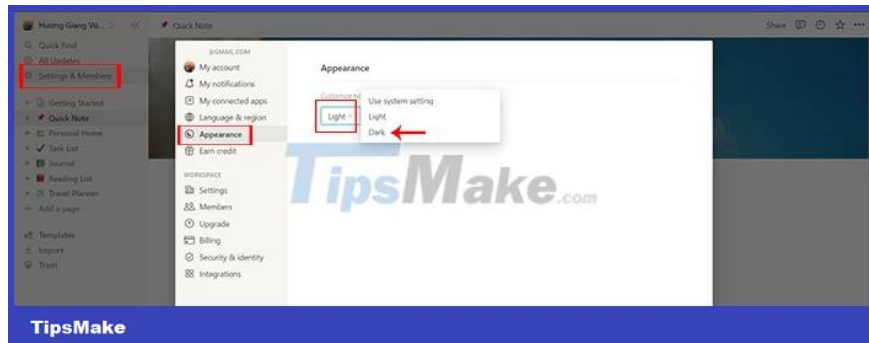 Hương Giang Vũ...
Quick Note
Share
Quick Find
All Updates
Settings & Members
Getting Started
Quick Note
Personal Home
Task List
Journal
Reading List
Travel Planner
Add a page
Templates
Import
Trash
@GMAIL.COM
My account
My notifications
My connected apps
Language & region
Appearance
Earn credit
WORKSPACE
Settings
Members
Upgrade
Billing
Security & identity
Integrations
Appearance
Customize
Light
Use system setting
Light
Dark
TipsMake.com
TipsMake